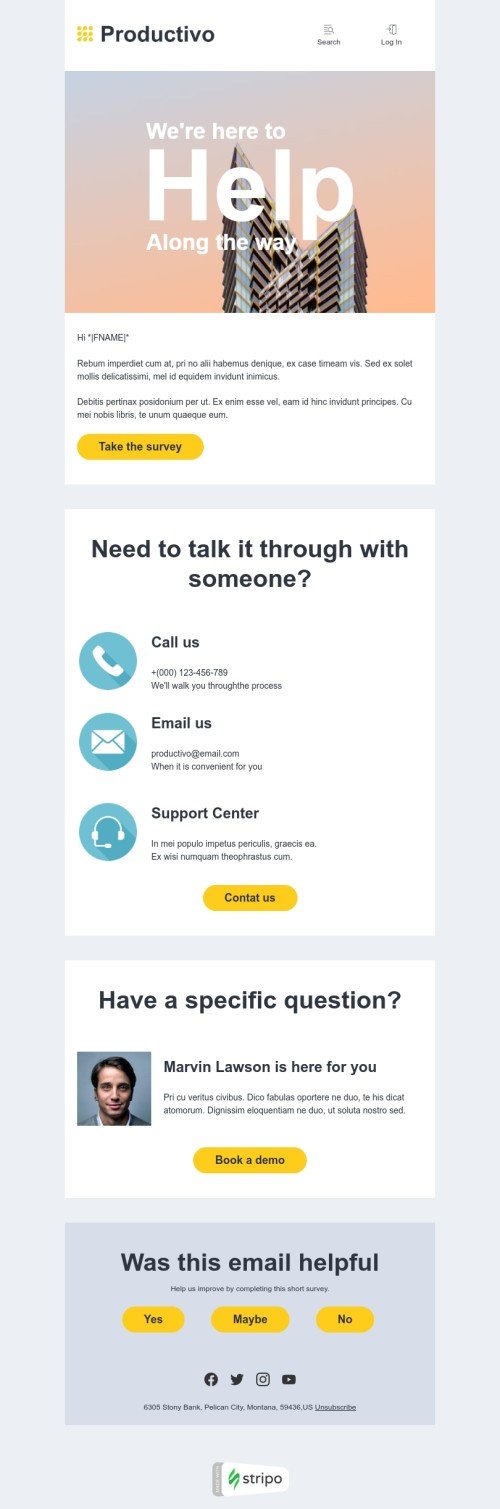 Productivo
Search
Log In
We're here to
Help
Along the way
Hi *|FNAME|*
Rebum imperdiet cum at, pri no alii habemus denique, ex case timeam vis. Sed ex solet
mollis delicatissimi, mel id equidem invidunt inimicus.
Debitis pertinax posidonium per ut. Ex enim esse vel, eam id hinc invidunt principes. Cu
mei nobis libris, te unum quaeque eum.
Take the survey
Need to talk it through with
someone?
Call us
+(000) 123-456-789
We'll walk you throughthe process
Email us
productivo@email.com
When it is convenient for you
Support Center
In mei populo impetus periculis, graecis ea.
Ex wisi numquam theophrastus cum.
Contat us
Have a specific question?
Marvin Lawson is here for you
Pri cu veritus civibus. Dico fabulas oportere ne duo, te his dicat
atomorum. Dignissim eloquentiam ne duo, ut soluta nostro sed.
Book a demo
Was this email helpful
Help us improve by completing this short survey.
Yes
Maybe
No
6305 Stony Bank, Pelican City, Montana, 59436,US Unsubscribe
MADE WITH
stripo